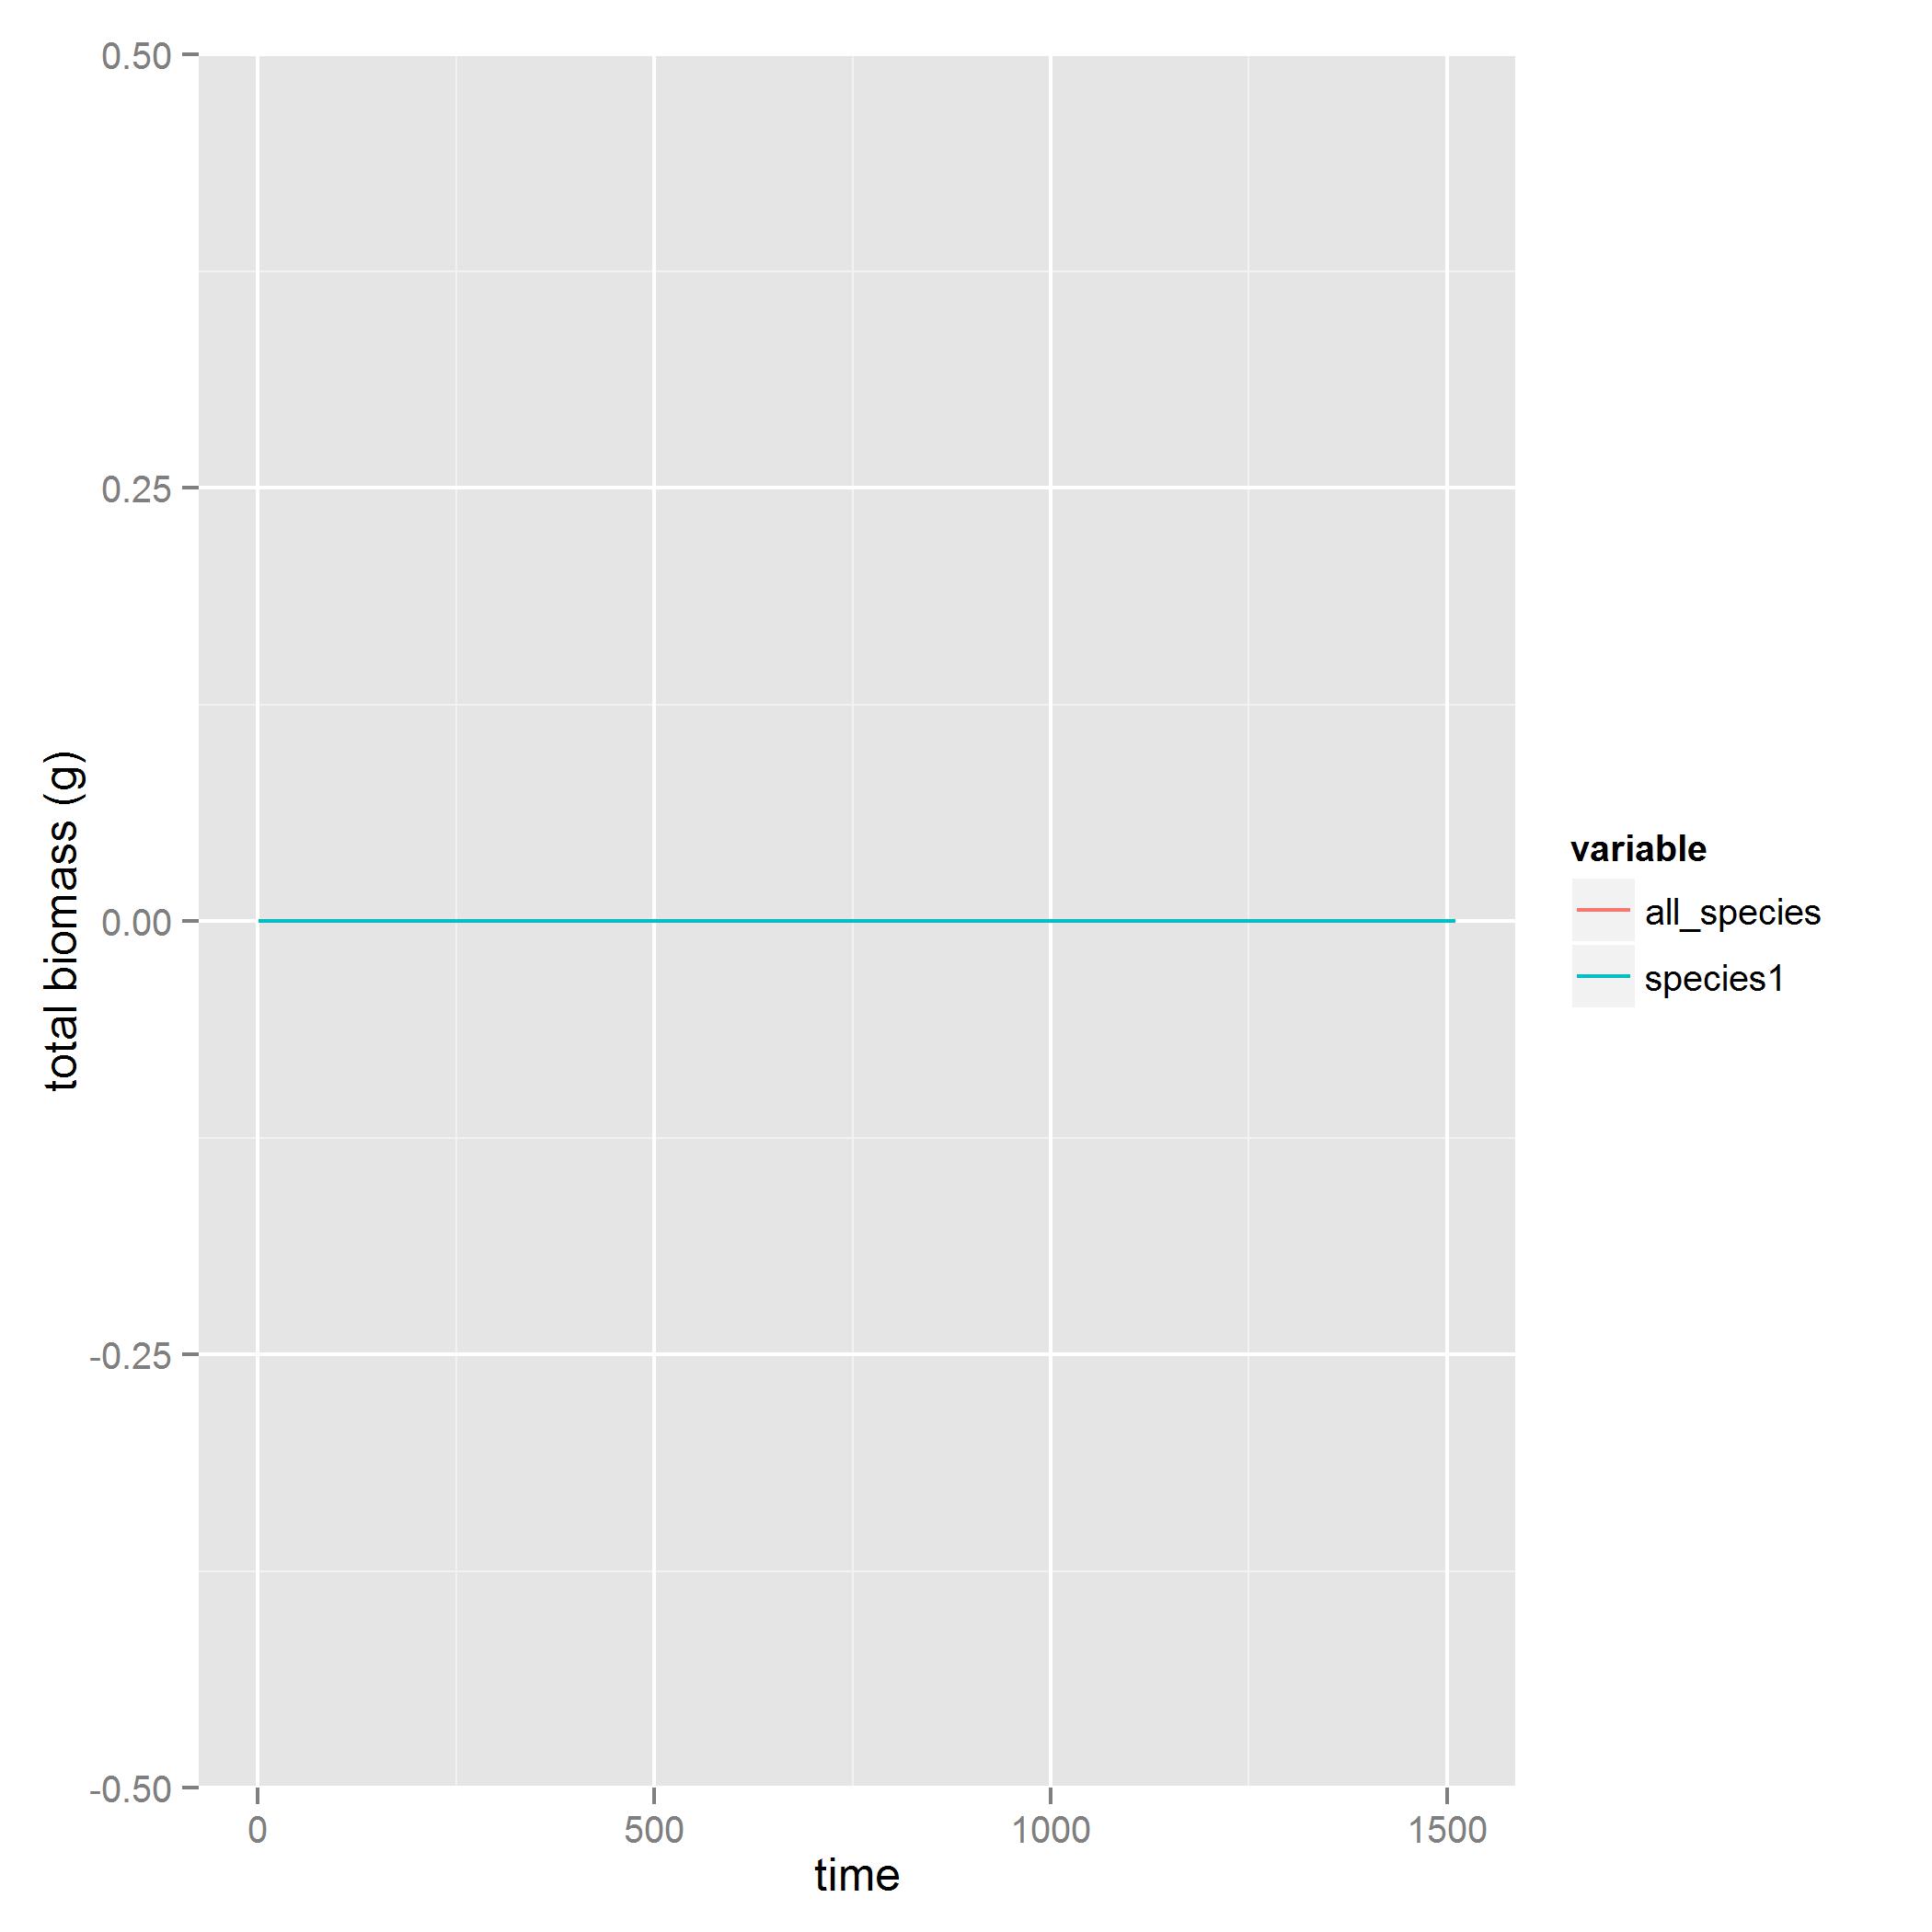 0.50
0.25
0.00
-0.25
-0.50
total biomass (g)
0 500 1000 1500
time
variable
all_species
species1